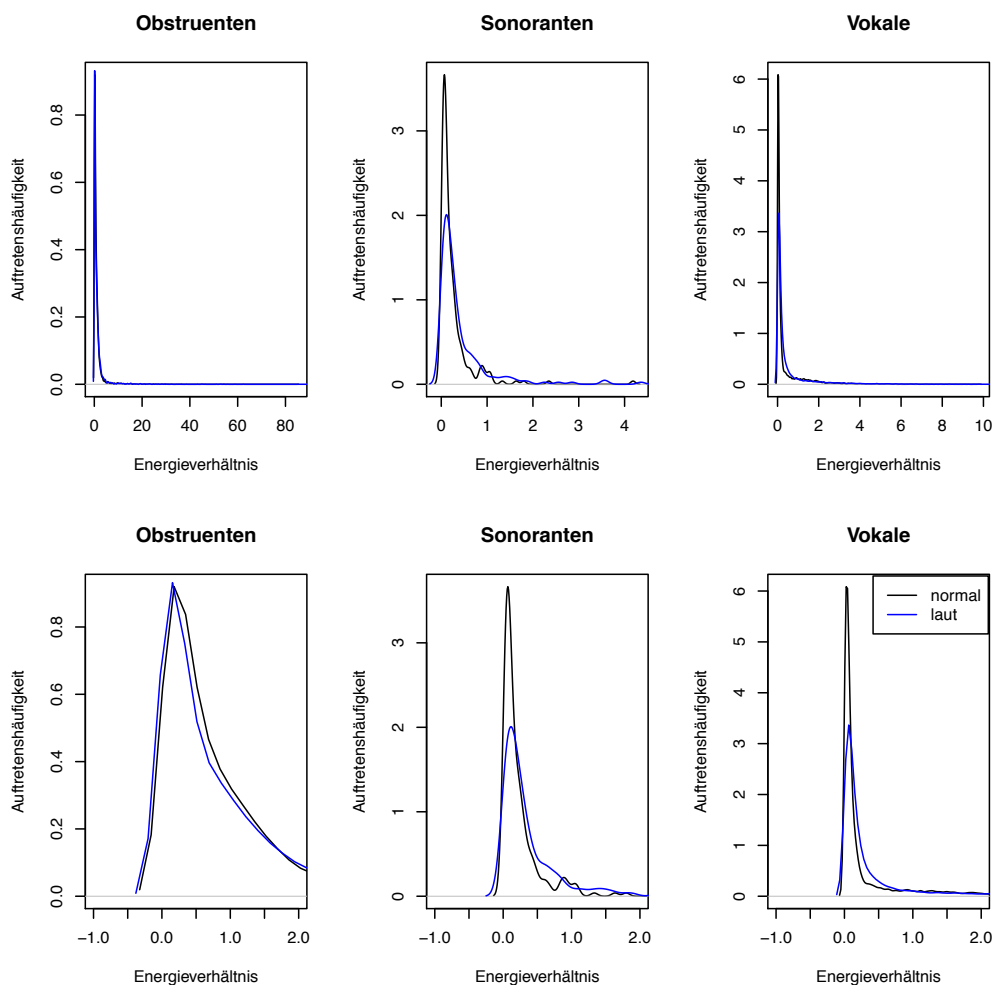 Obstruenten
Auftretenshäufigkeit
0.0 0.2 0.4 0.6 0.8
0 20 40 60 80
Energieverhältnis
Sonoranten
Auftretenshäufigkeit
0 1 2 3
0 1 2 3 4
Energieverhältnis
Vokale
Auftretenshäufigkeit
0 1 2 3 4 5 6
0 2 4 6 8 10
Energieverhältnis
Obstruenten
Auftretenshäufigkeit
0.0 0.2 0.4 0.6 0.8
−1.0 0.0 1.0 2.0
Energieverhältnis
Sonoranten
Auftretenshäufigkeit
0 1 2 3
−1.0 0.0 1.0 2.0
Energieverhältnis
Vokale
normal
laut
Auftretenshäufigkeit
0 1 2 3 4 5 6
−1.0 0.0 1.0 2.0
Energieverhältnis